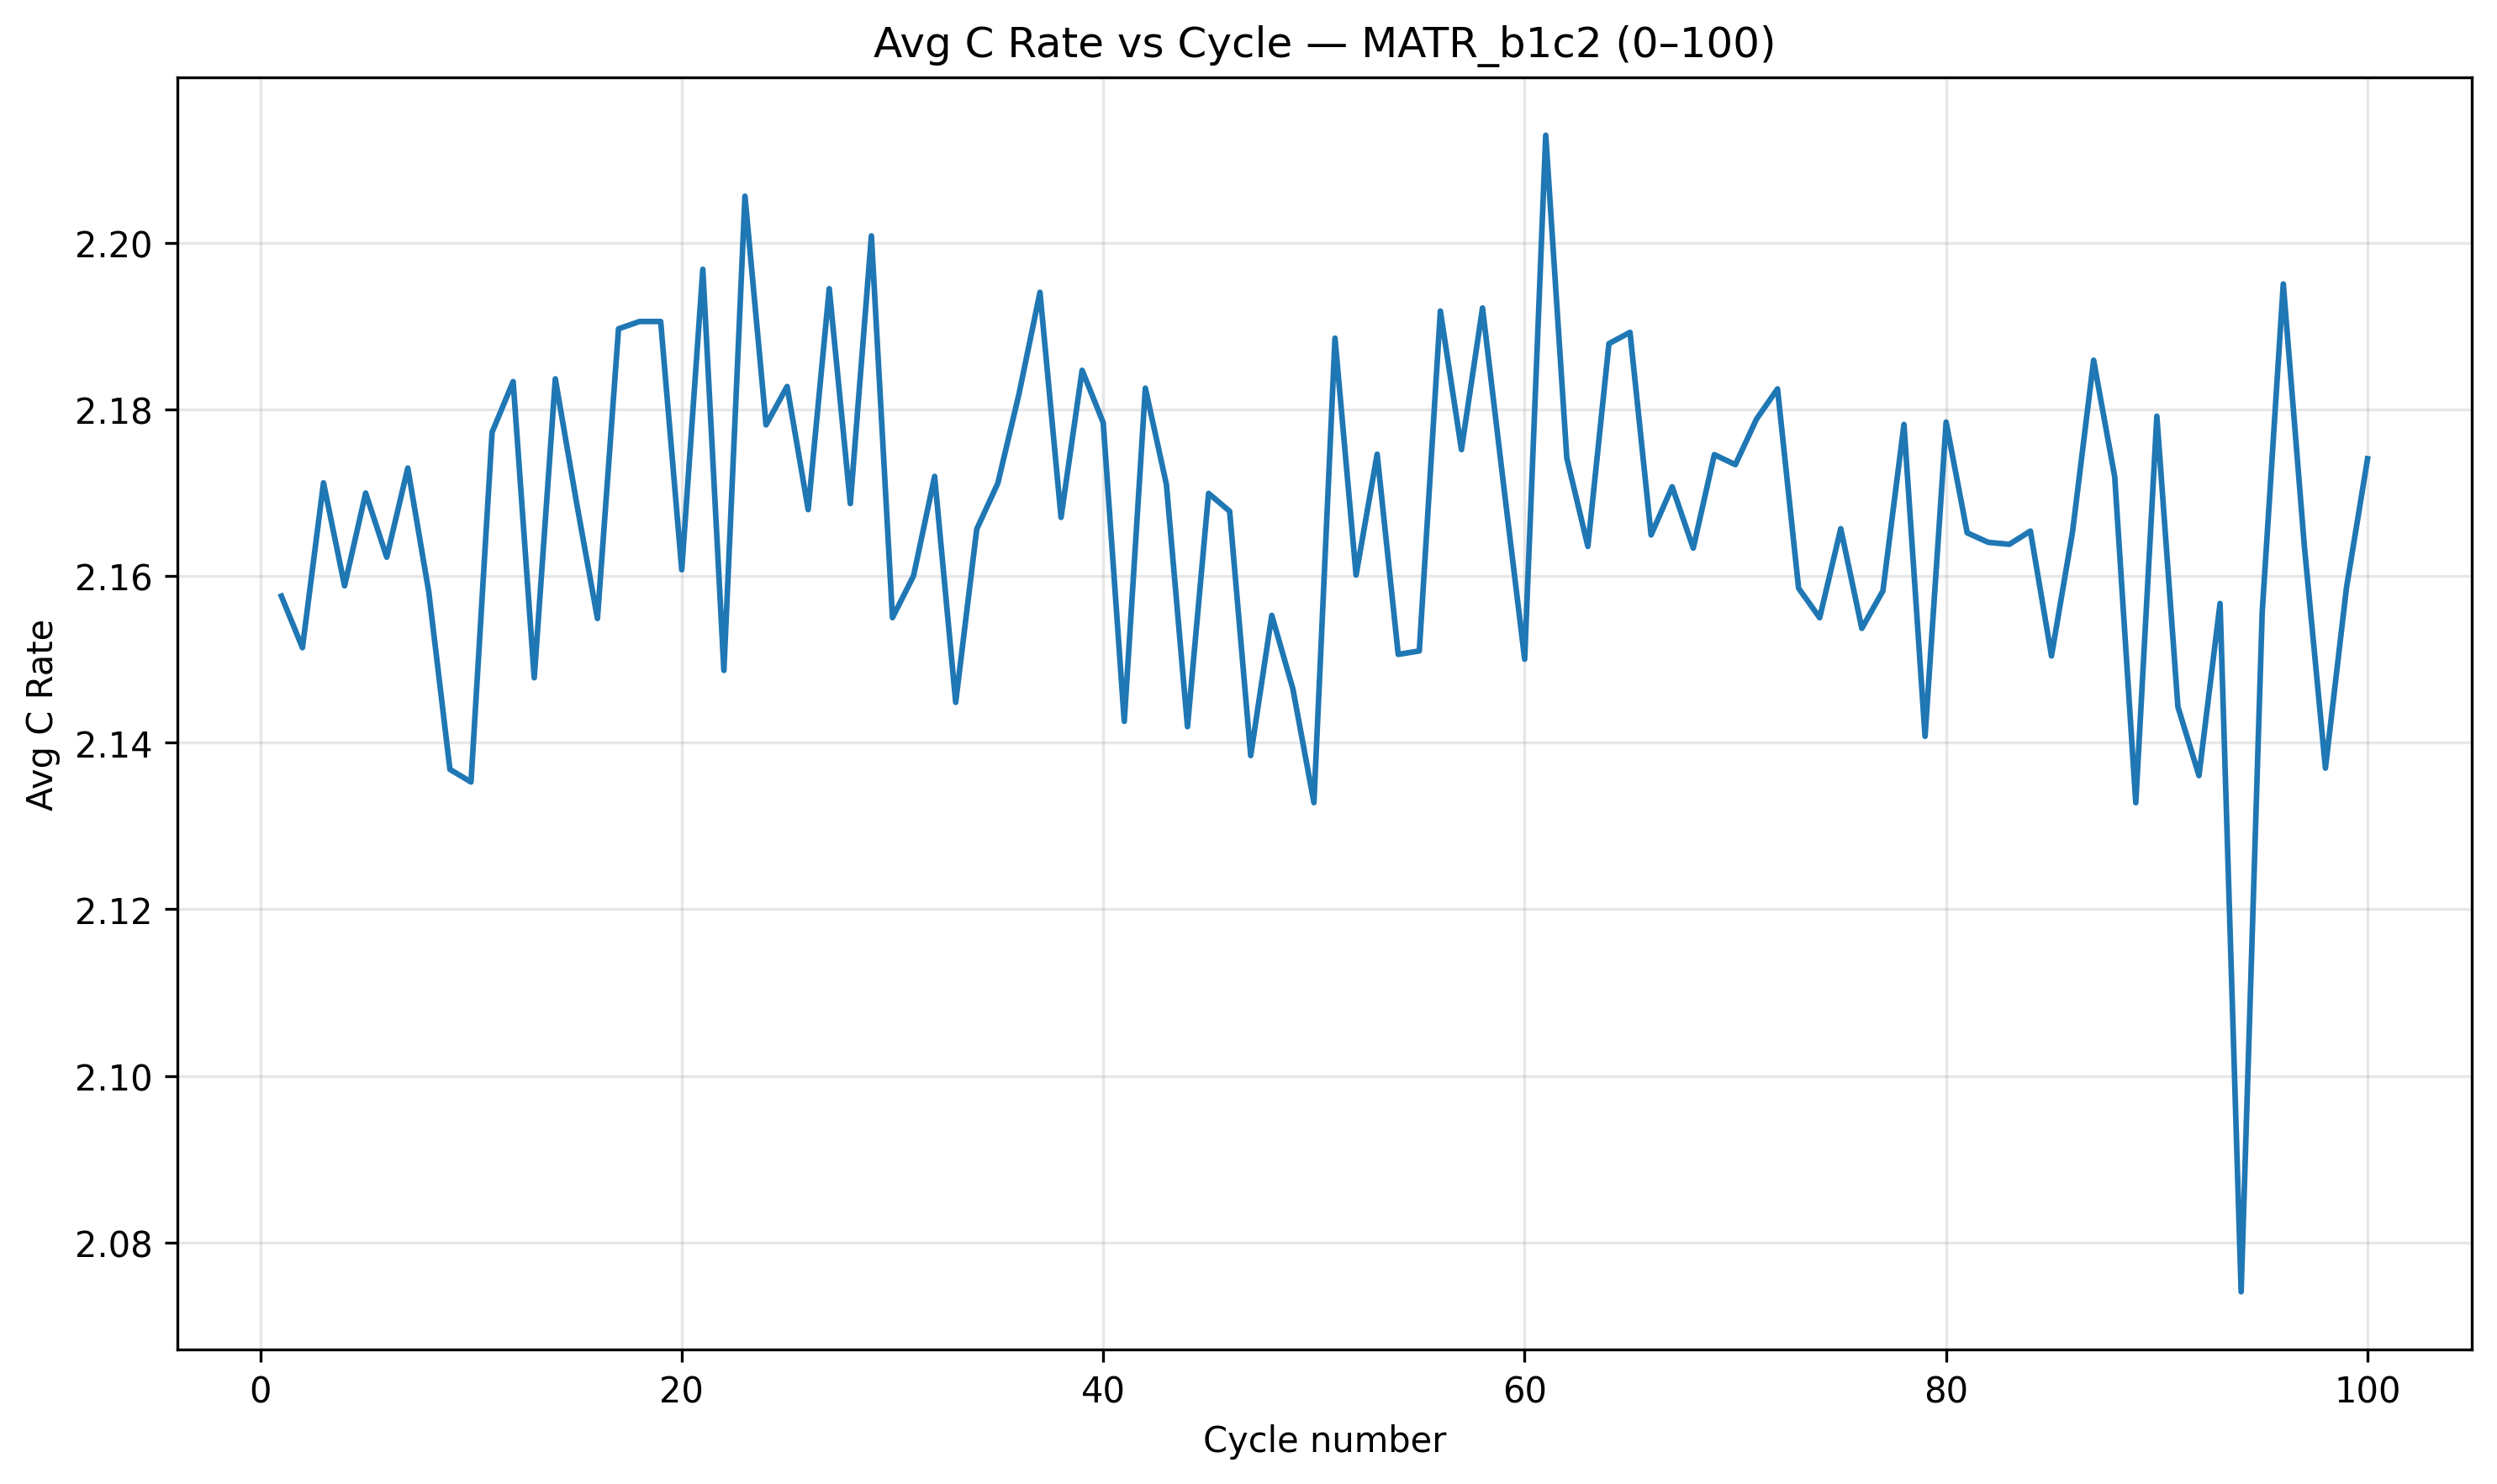 Avg C Rate vs Cycle — MATR_b1c2 (0–100)
Avg C Rate
2.20
2.18
2.16
2.14
2.12
2.10
2.08
0 20 40 60 80 100
Cycle number